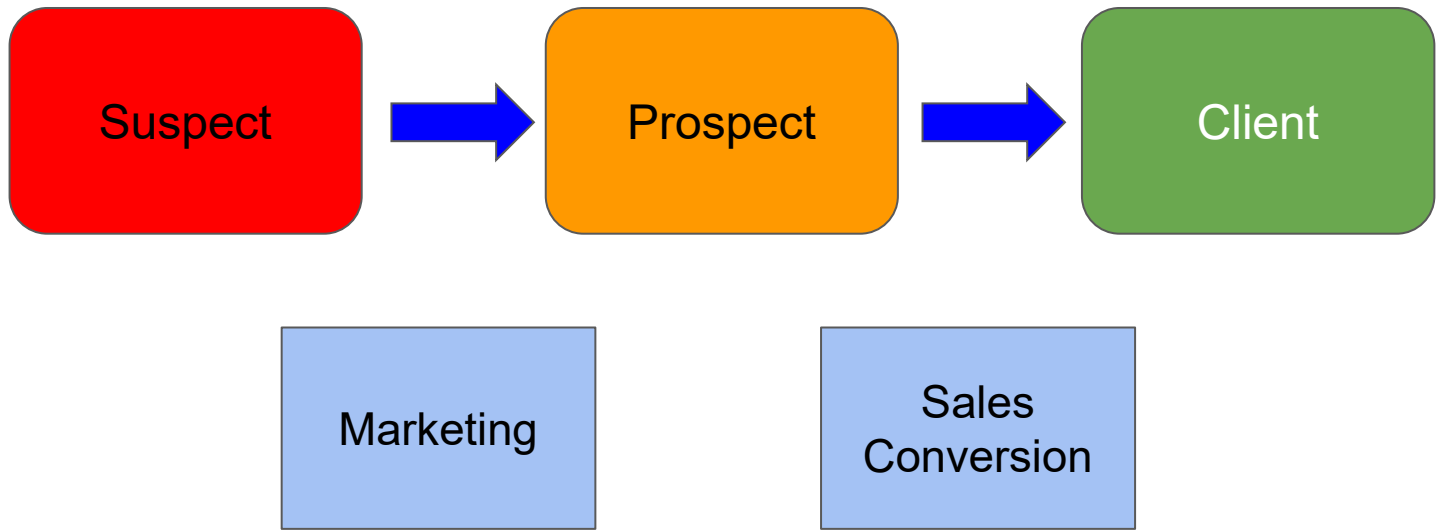 Suspect
Prospect
Client
Marketing
Sales
Conversion